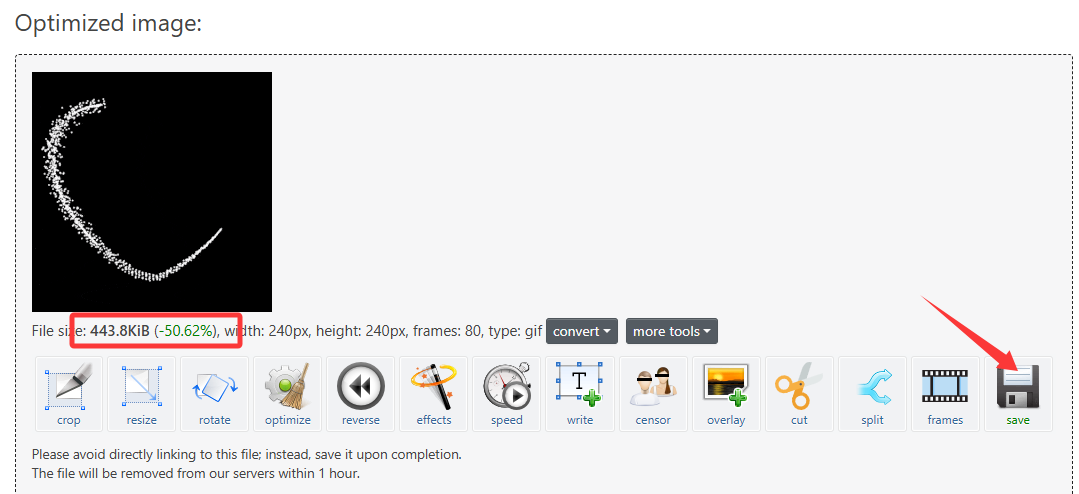 Optimized image:
File size: 443.8KiB (-50.62%), width: 240px, height: 240px, frames: 80, type: gif convert more tools
T
crop resize rotate optimize reverse effects speed write censor overlay cut split frames save
Please avoid directly linking to this file; instead, save it upon completion.
The file will be removed from our servers within 1 hour.